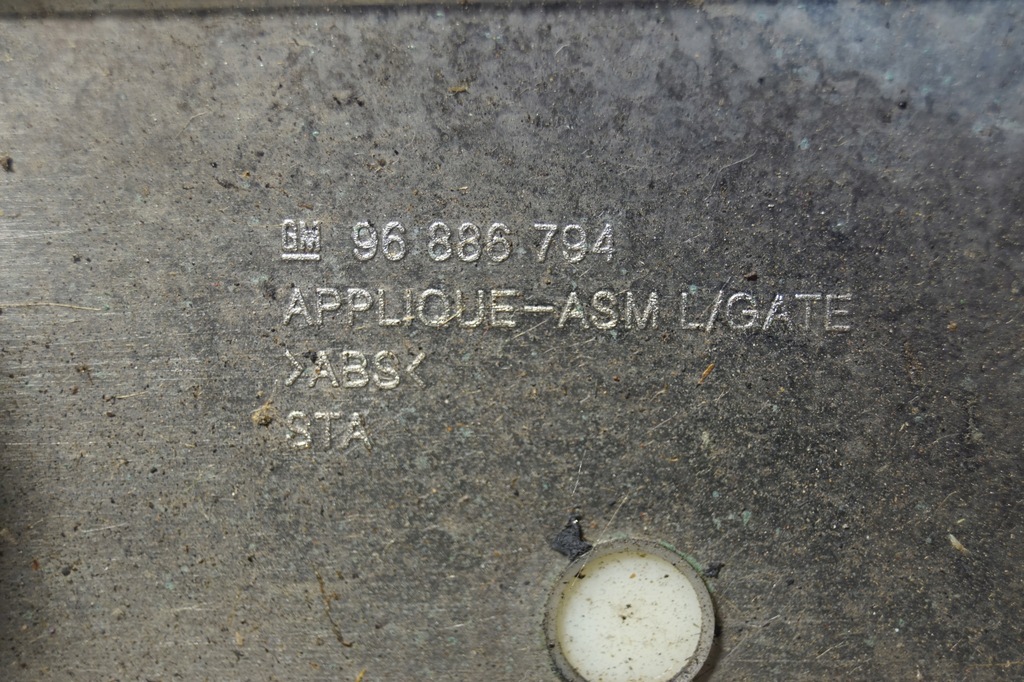 GM 96 886 794
APPLIQUE-ASM L/GATE
>ABS<
STA